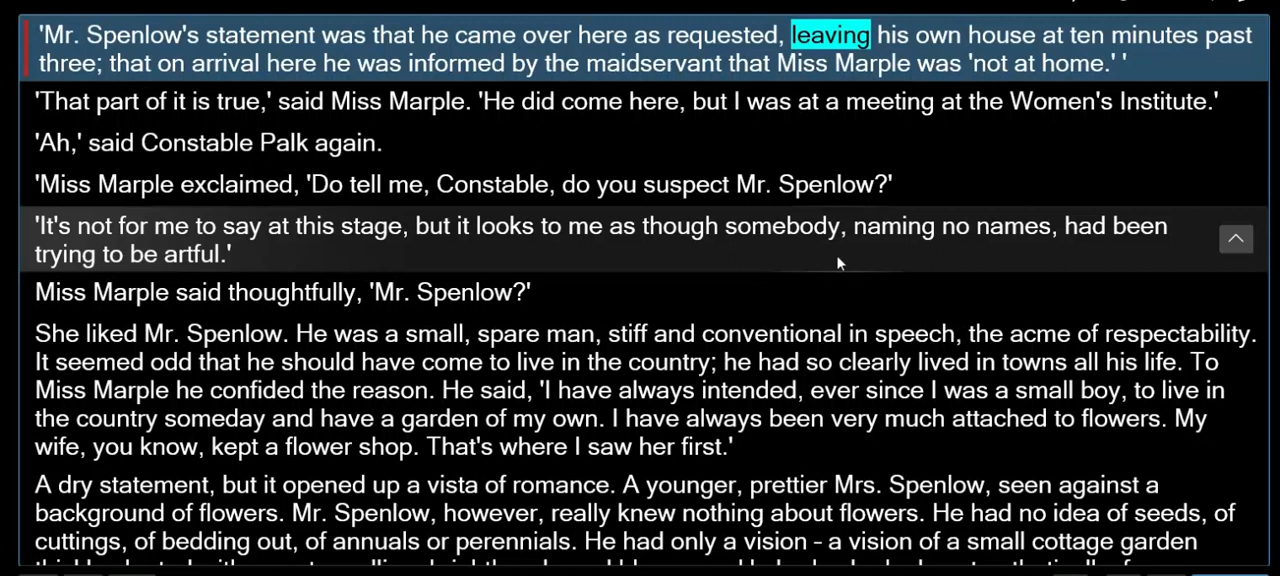 'Mr. Spenlow's statement was that he came over here as requested, leaving his own house at ten minutes past
three; that on arrival here he was informed by the maidservant that Miss Marple was 'not at home.' '
'That part of it is true,' said Miss Marple. 'He did come here, but I was at a meeting at the Women's Institute.'
'Ah,' said Constable Palk again.
'Miss Marple exclaimed, 'Do tell me, Constable, do you suspect Mr. Spenlow?'
'It's not for me to say at this stage, but it looks to me as though somebody, naming no names, had been
trying to be artful.'
Miss Marple said thoughtfully, 'Mr. Spenlow?'
She liked Mr. Spenlow. He was a small, spare man, stiff and conventional in speech, the acme of respectability.
It seemed odd that he should have come to live in the country; he had so clearly lived in towns all his life. To
Miss Marple he confided the reason. He said, 'I have always intended, ever since I was a small boy, to live in
the country someday and have a garden of my own. I have always been very much attached to flowers. My
wife, you know, kept a flower shop. That's where I saw her first.'
A dry statement, but it opened up a vista of romance. A younger, prettier Mrs. Spenlow, seen against a
background of flowers. Mr. Spenlow, however, really knew nothing about flowers. He had no idea of seeds, of
cuttings, of bedding out, of annuals or perennials. He had only a vision - a vision of a small cottage garden